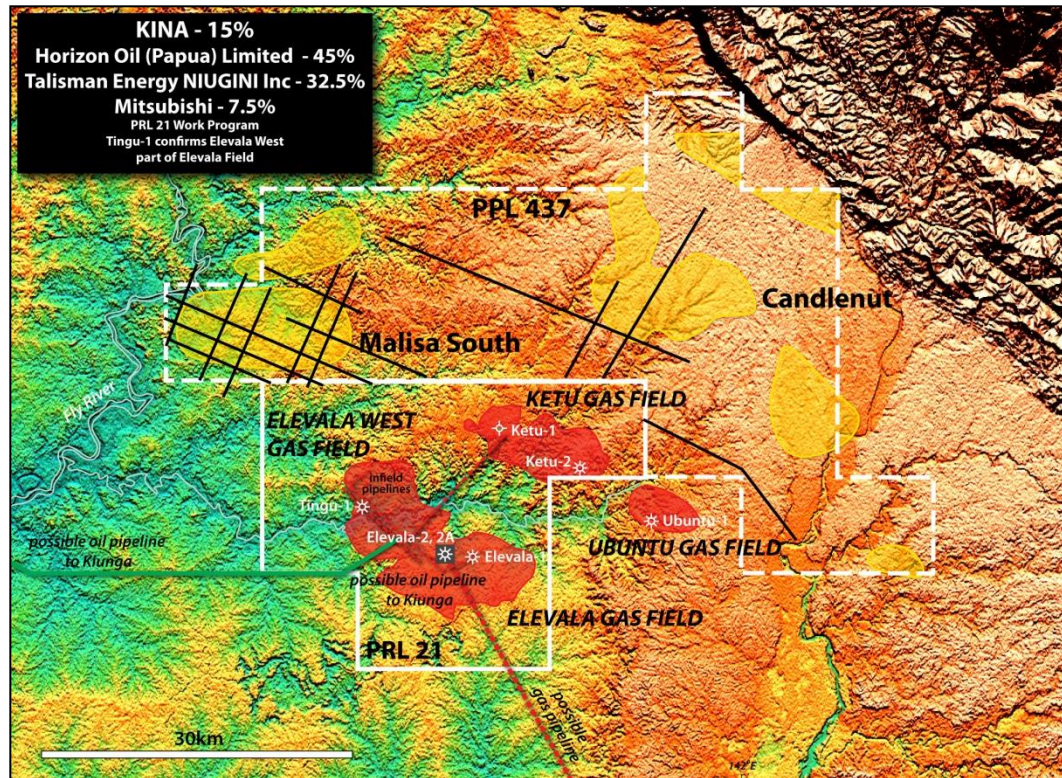 KINA - 15%
Horizon Oil (Papua) Limited - 45%
Talisman Energy NIUGINI Inc - 32.5%
Mitsubishi - 7.5%
PRL 21 Work Program
Tingu-1 confirms Elevala West
part of Elevala Field
PPL 437
Candlenut
Malisa South
Fly River
KETU GAS FIELD
ELEVALA WEST
GAS FIELD
Ketu-1
Ketu-2
Infield
pipelines
Tingu-1
Ubuntu-1
Elevala-2, 2A
possible oil pipeline
to Kiunga
UBUNTU GAS FIELD
Elevala-1
possible oil pipeline
to Kiunga
ELEVALA GAS FIELD
PRL 21
possible
gas pipeline
30km
142°E